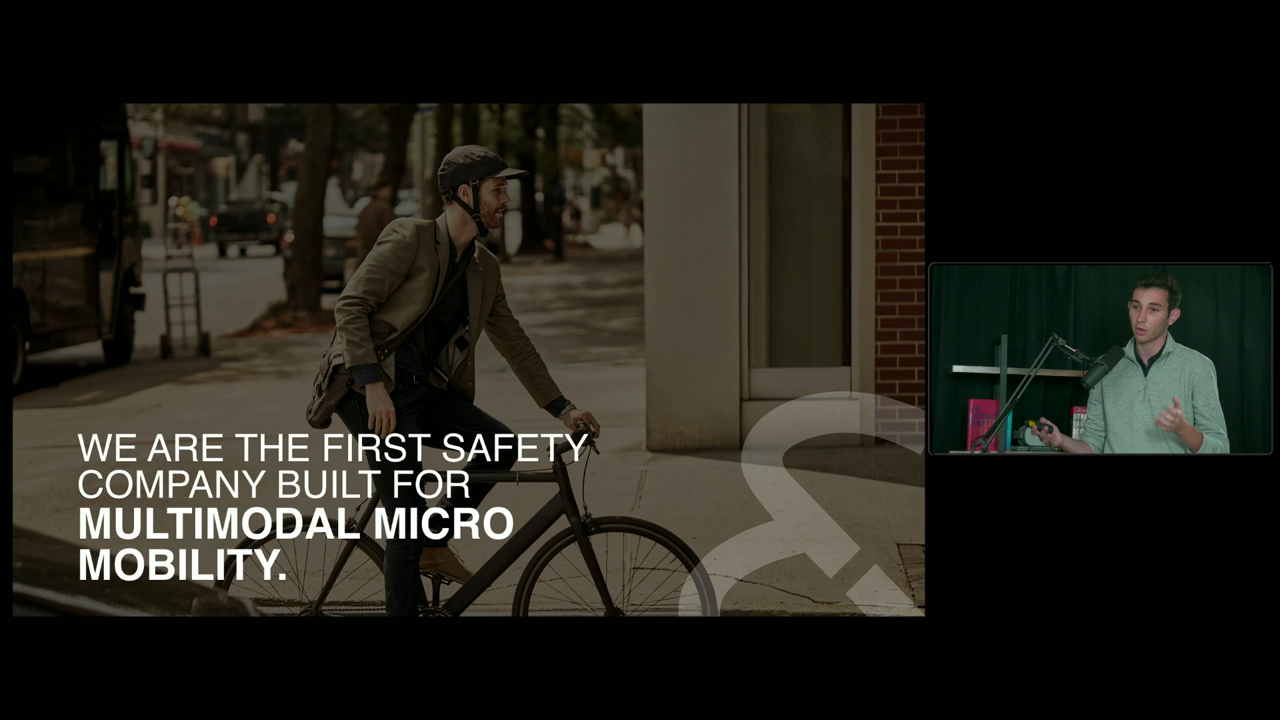 WE ARE THE FIRST SAFETY
COMPANY BUILT FOR
MULTIMODAL MICRO
MOBILITY.